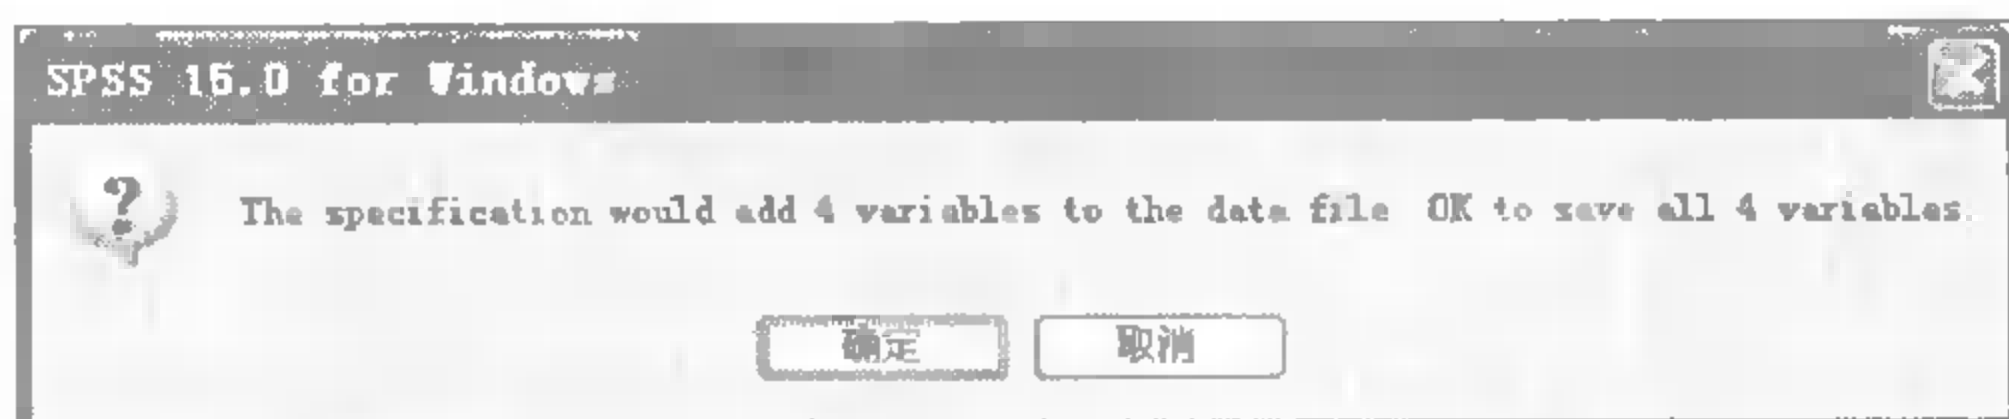 SPSS 15.0 for Windows
The specification would add 4 variables to the data file OK to save all 4 variables.
确定
取消